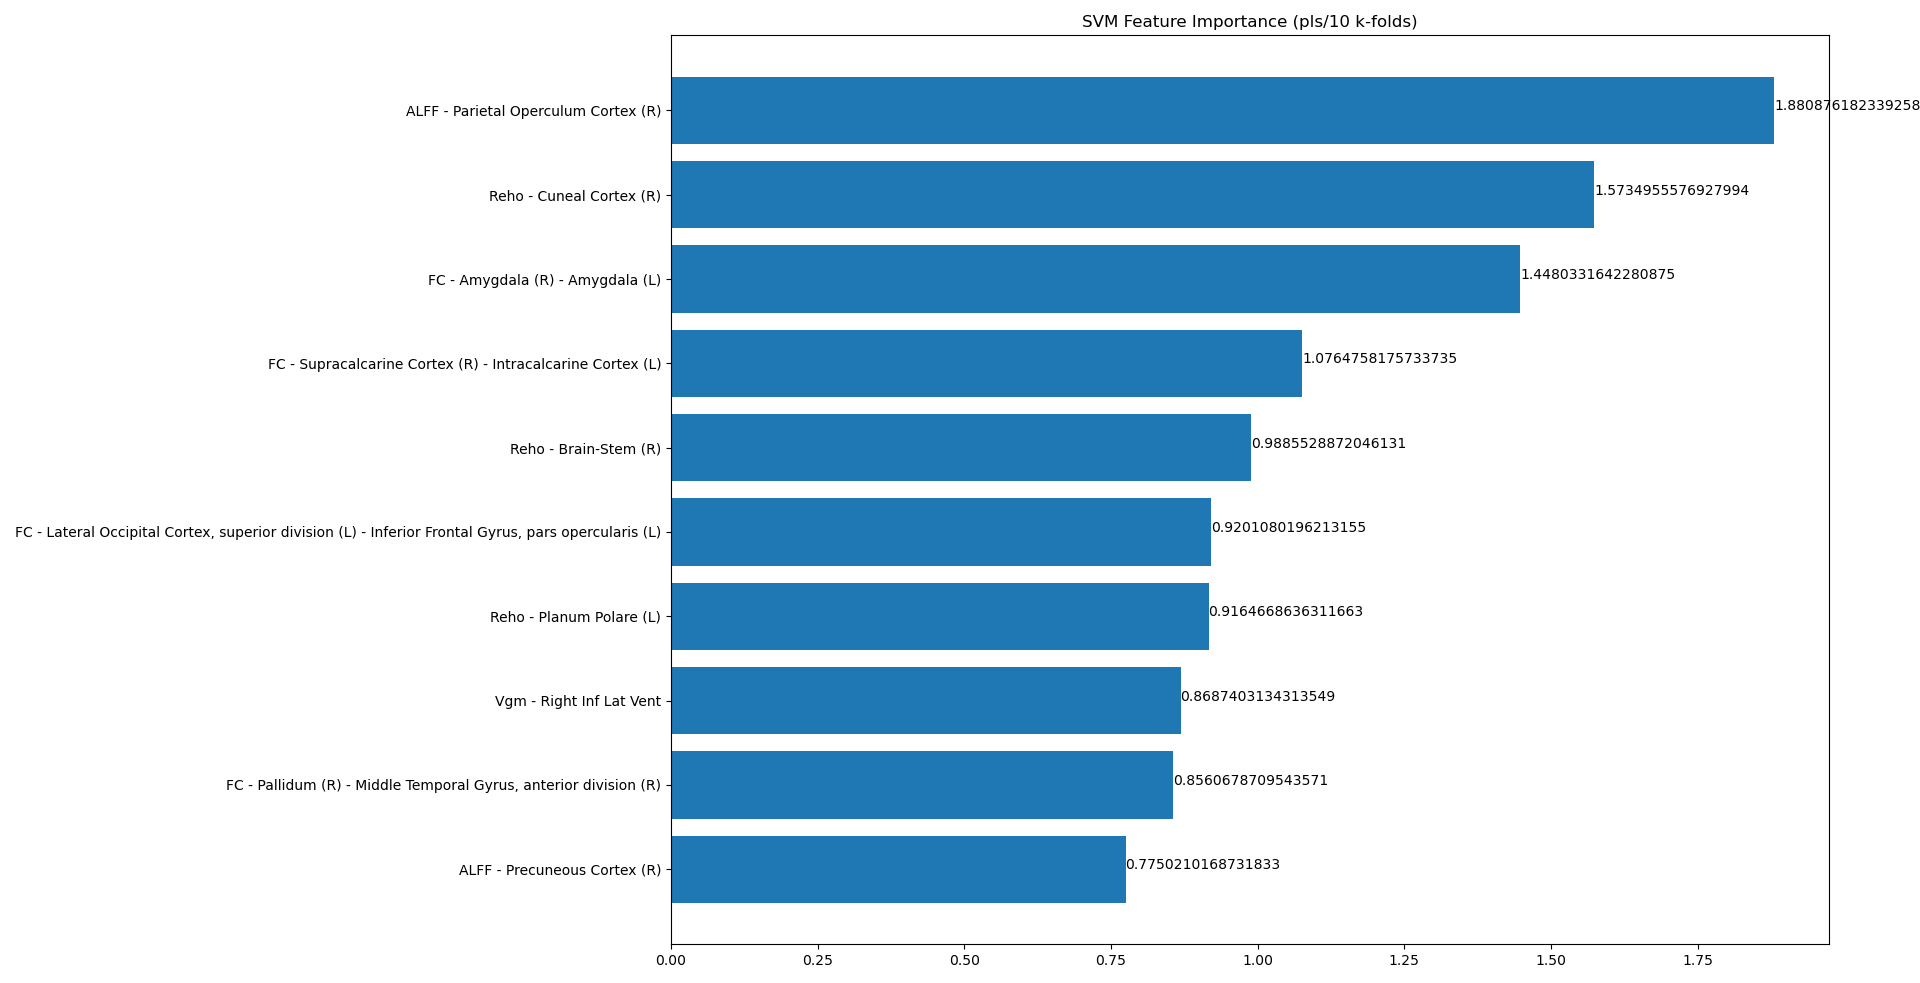 SVM Feature Importance (pls/10 k-folds)
ALFF - Parietal Operculum Cortex (R)
1.880876182339258
Reho - Cuneal Cortex (R)
1.5734955576927994
FC - Amygdala (R) - Amygdala (L)
1.4480331642280875
FC - Supracalcarine Cortex (R) - Intracalcarine Cortex (L)
1.0764758175733735
Reho - Brain-Stem (R)
0.9885528872046131
FC - Lateral Occipital Cortex, superior division (L) - Inferior Frontal Gyrus, pars opercularis (L)
0.9201080196213155
Reho - Planum Polare (L)
0.9164668636311663
Vgm - Right Inf Lat Vent
0.8687403134313549
FC - Pallidum (R) - Middle Temporal Gyrus, anterior division (R)
0.8560678709543571
ALFF - Precuneous Cortex (R)
0.7750210168731833
0.00 0.25 0.50 0.75 1.00 1.25 1.50 1.75